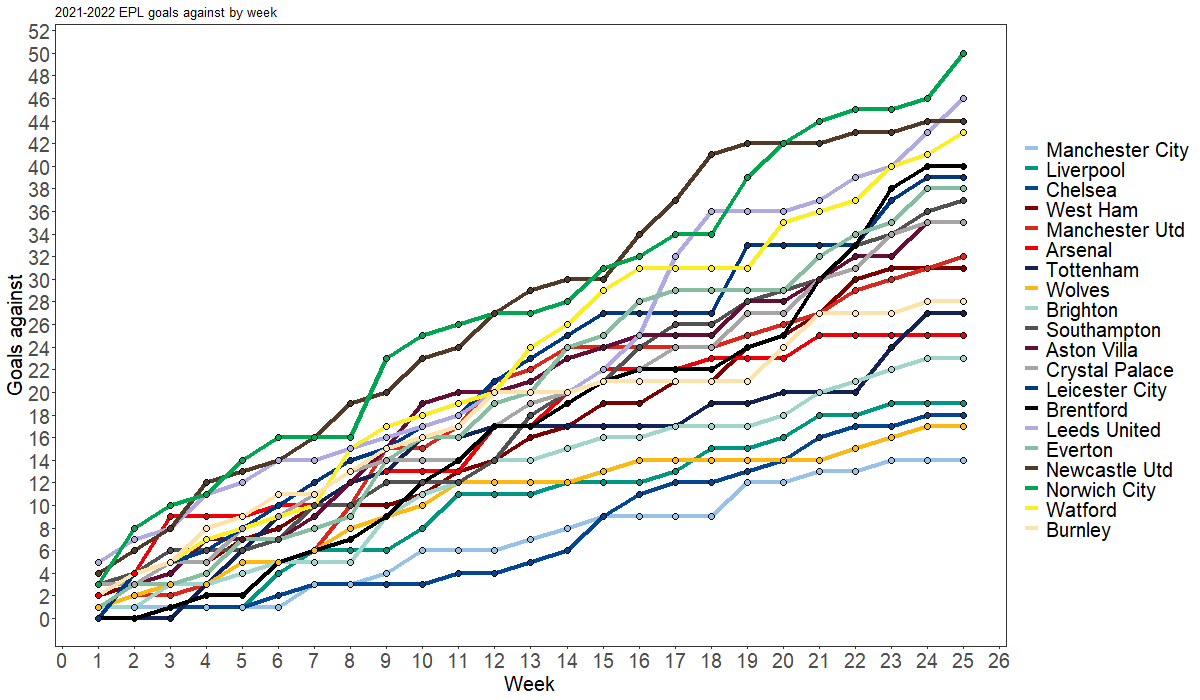 2021-2022 EPL goals against by week
52
50
48
46
44
42
40
38
36
34
32
30
28
26
24
22
20
18
16
14
12
10
8
6
4
2
0
Goals against
0 1 2 3 4 5 6 7 8 9 10 11 12 13 14 15 16 17 18 19 20 21 22 23 24 25 26
Week
Manchester City
Liverpool
Chelsea
West Ham
Manchester Utd
Arsenal
Tottenham
Wolves
Brighton
Southampton
Aston Villa
Crystal Palace
Leicester City
Brentford
Leeds United
Everton
Newcastle Utd
Norwich City
Watford
Burnley